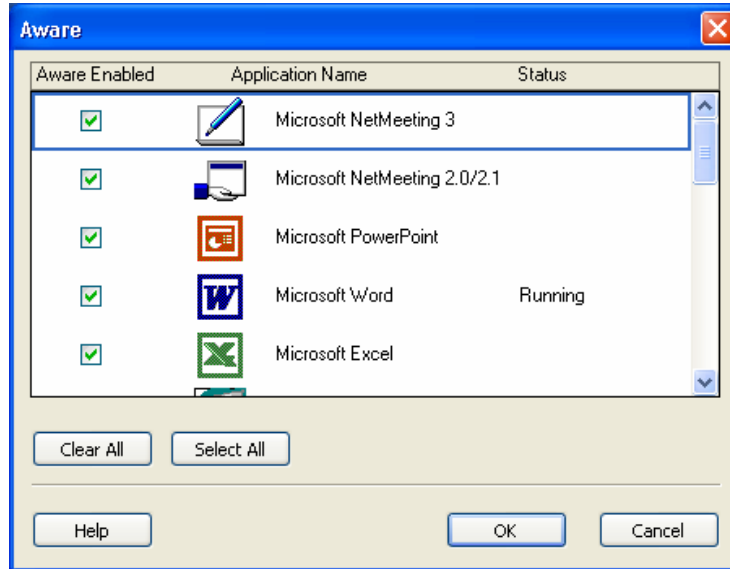 Aware
Aware Enabled Application Name Status
Microsoft NetMeeting 3
Microsoft NetMeeting 2.0/2.1
Microsoft PowerPoint
Microsoft Word Running
Microsoft Excel
Clear All Select All
Help OK Cancel